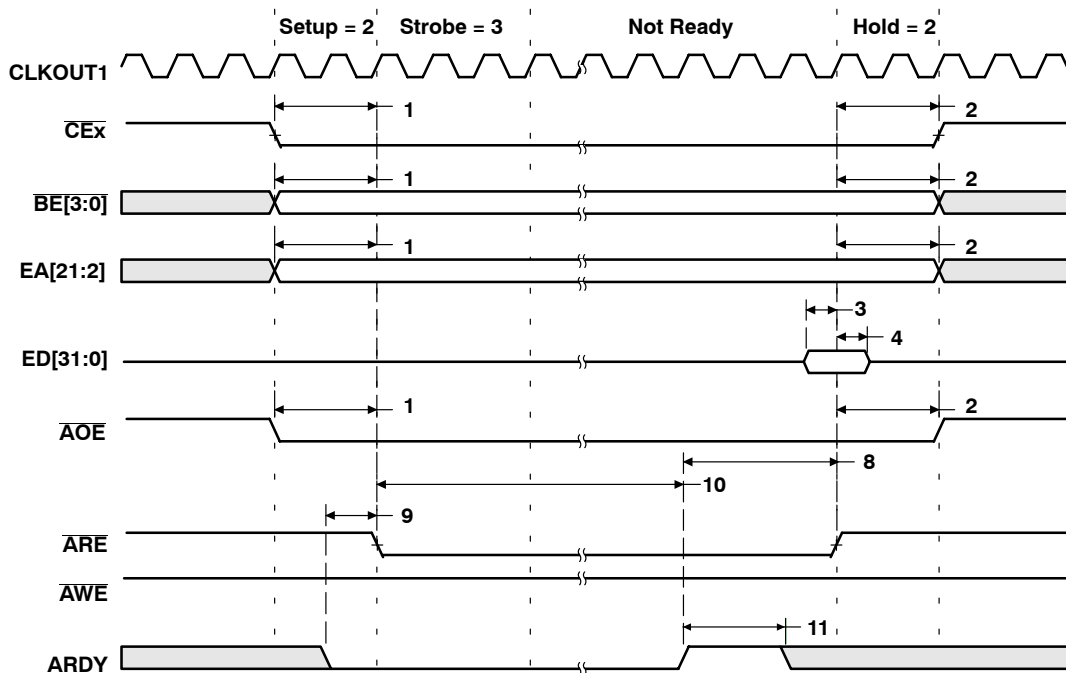 Setup = 2 Strobe = 3 Not Ready Hold = 2
CLKOUT1
CEx 1 2
BE[3:0] 1 2
EA[21:2] 1 2
3
ED[31:0] 4
AOE 1 2
8
10
9
ARE
AWE
11
ARDY